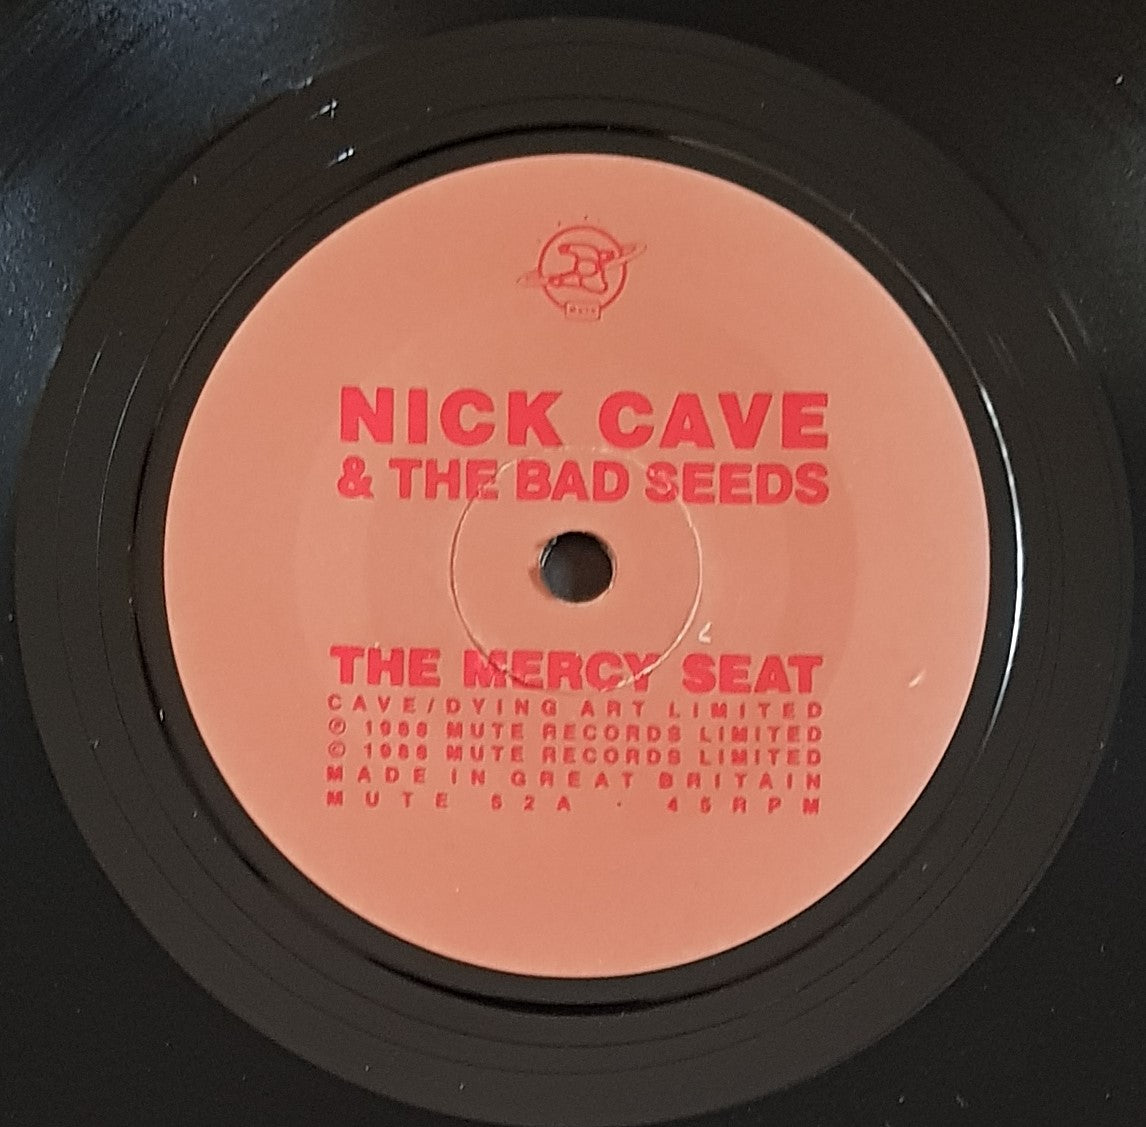 Mute
NICK CAVE
& THE BAD SEEDS
THE MERCY SEAT
CAVE/DYING ART LIMITED
℗ 1988 MUTE RECORDS LIMITED
© 1988 MUTE RECORDS LIMITED
MADE IN GREAT BRITAIN
MUTE 52A · 45RPM